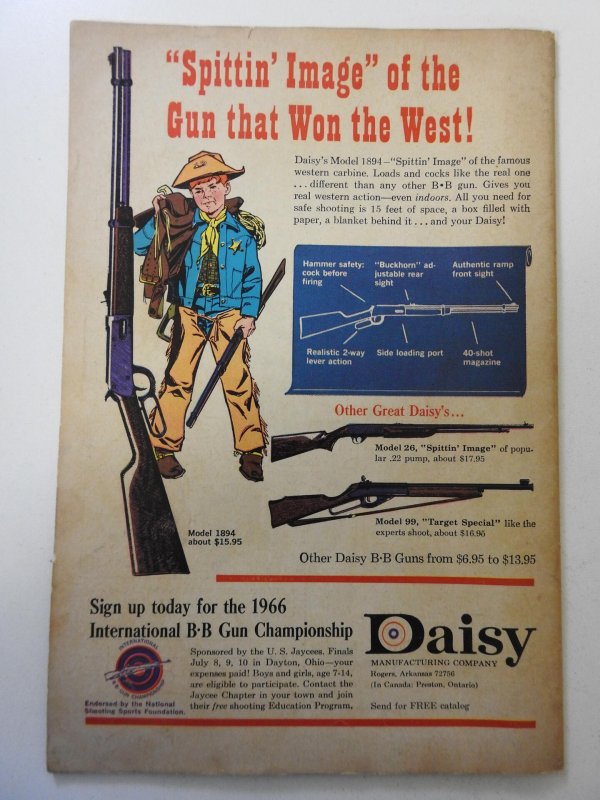 "Spittin' Image" of the
Gun that Won the West!
Daisy's Model 1894—"Spittin' Image" of the famous
western carbine. Loads and cocks like the real one
... different than any other B•B gun. Gives you
real western action—even indoors. All you need for
safe shooting is 15 feet of space, a box filled with
paper, a blanket behind it ... and your Daisy!
Hammer safety:
cock before
firing
"Buckhorn" ad-
justable rear
sight
Authentic ramp
front sight
Realistic 2-way
lever action
Side loading port
40-shot
magazine
Other Great Daisy's...
Model 26, "Spittin' Image" of popu-
lar .22 pump, about $17.95
Model 99, "Target Special" like the
experts shoot, about $16.95
Model 1894
about $15.95
Other Daisy B•B Guns from $6.95 to $13.95
Sign up today for the 1966
International B•B Gun Championship
INTERNATIONAL
B•B GUN CHAMPIONSHIP
Endorsed by the National
Shooting Sports Foundation.
Sponsored by the U. S. Jaycees. Finals
July 8, 9, 10 in Dayton, Ohio—your
expenses paid! Boys and girls, age 7-14,
are eligible to participate. Contact the
Jaycee Chapter in your town and join
their free shooting Education Program.
Daisy
MANUFACTURING COMPANY
Rogers, Arkansas 72756
(In Canada: Preston, Ontario)
Send for FREE catalog